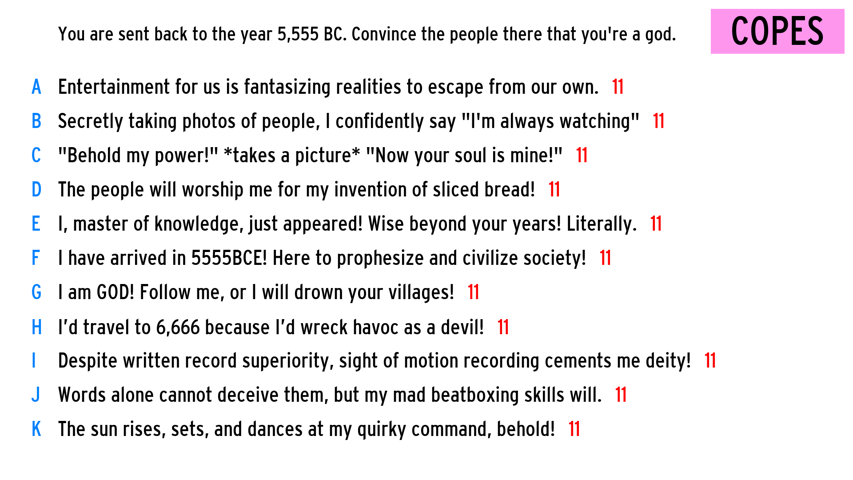 You are sent back to the year 5,555 BC. Convince the people there that you're a god.
COPES
A Entertainment for us is fantasizing realities to escape from our own. 11
B Secretly taking photos of people, I confidently say "I'm always watching" 11
C "Behold my power!" *takes a picture* "Now your soul is mine!" 11
D The people will worship me for my invention of sliced bread! 11
E I, master of knowledge, just appeared! Wise beyond your years! Literally. 11
F I have arrived in 5555BCE! Here to prophesize and civilize society! 11
G I am GOD! Follow me, or I will drown your villages! 11
H I’d travel to 6,666 because I’d wreck havoc as a devil! 11
I Despite written record superiority, sight of motion recording cements me deity! 11
J Words alone cannot deceive them, but my mad beatboxing skills will. 11
K The sun rises, sets, and dances at my quirky command, behold! 11